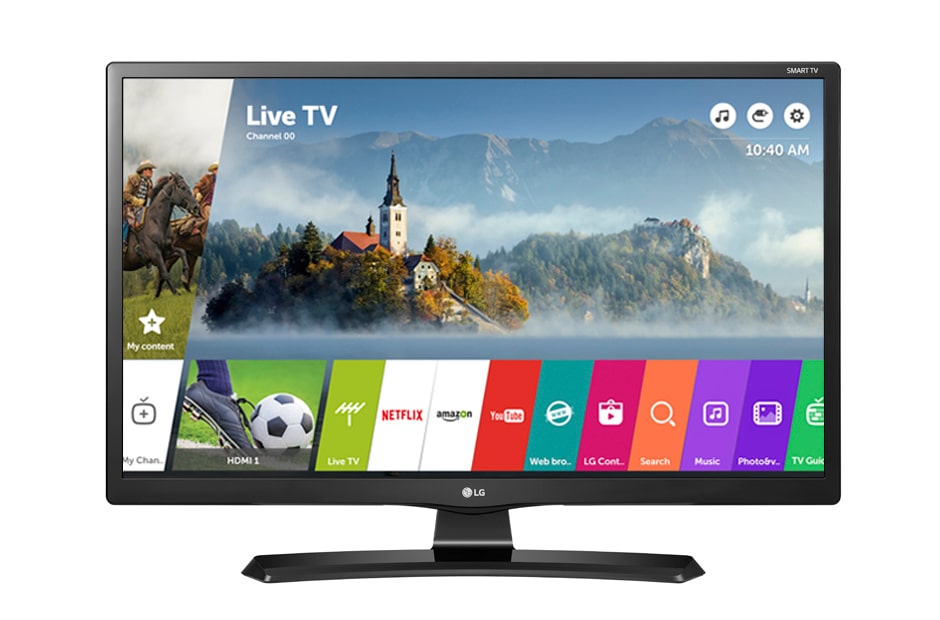 SMART TV
Live TV
Channel 00
10:40 AM
My content
My Chan..
HDMI 1
Live TV
NETFLIX
amazon
YouTube
Web bro..
LG Cont..
Search
Music
Photo&v..
TV Guid
LG